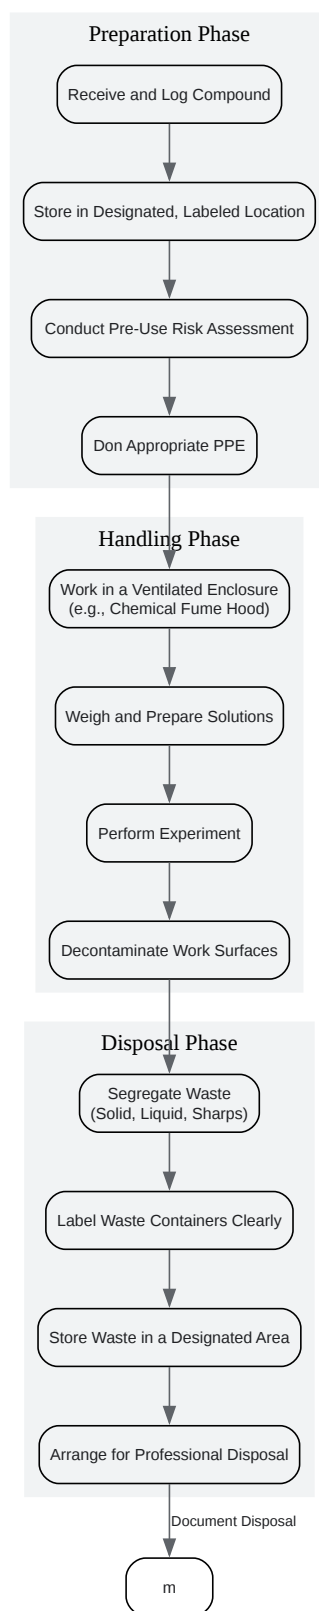 Preparation Phase
Receive and Log Compound
Store in Designated, Labeled Location
Conduct Pre-Use Risk Assessment
Don Appropriate PPE
Handling Phase
Work in a Ventilated Enclosure
(e.g., Chemical Fume Hood)
Weigh and Prepare Solutions
Perform Experiment
Decontaminate Work Surfaces
Disposal Phase
Segregate Waste
(Solid, Liquid, Sharps)
Label Waste Containers Clearly
Store Waste in a Designated Area
Arrange for Professional Disposal
Document Disposal
m